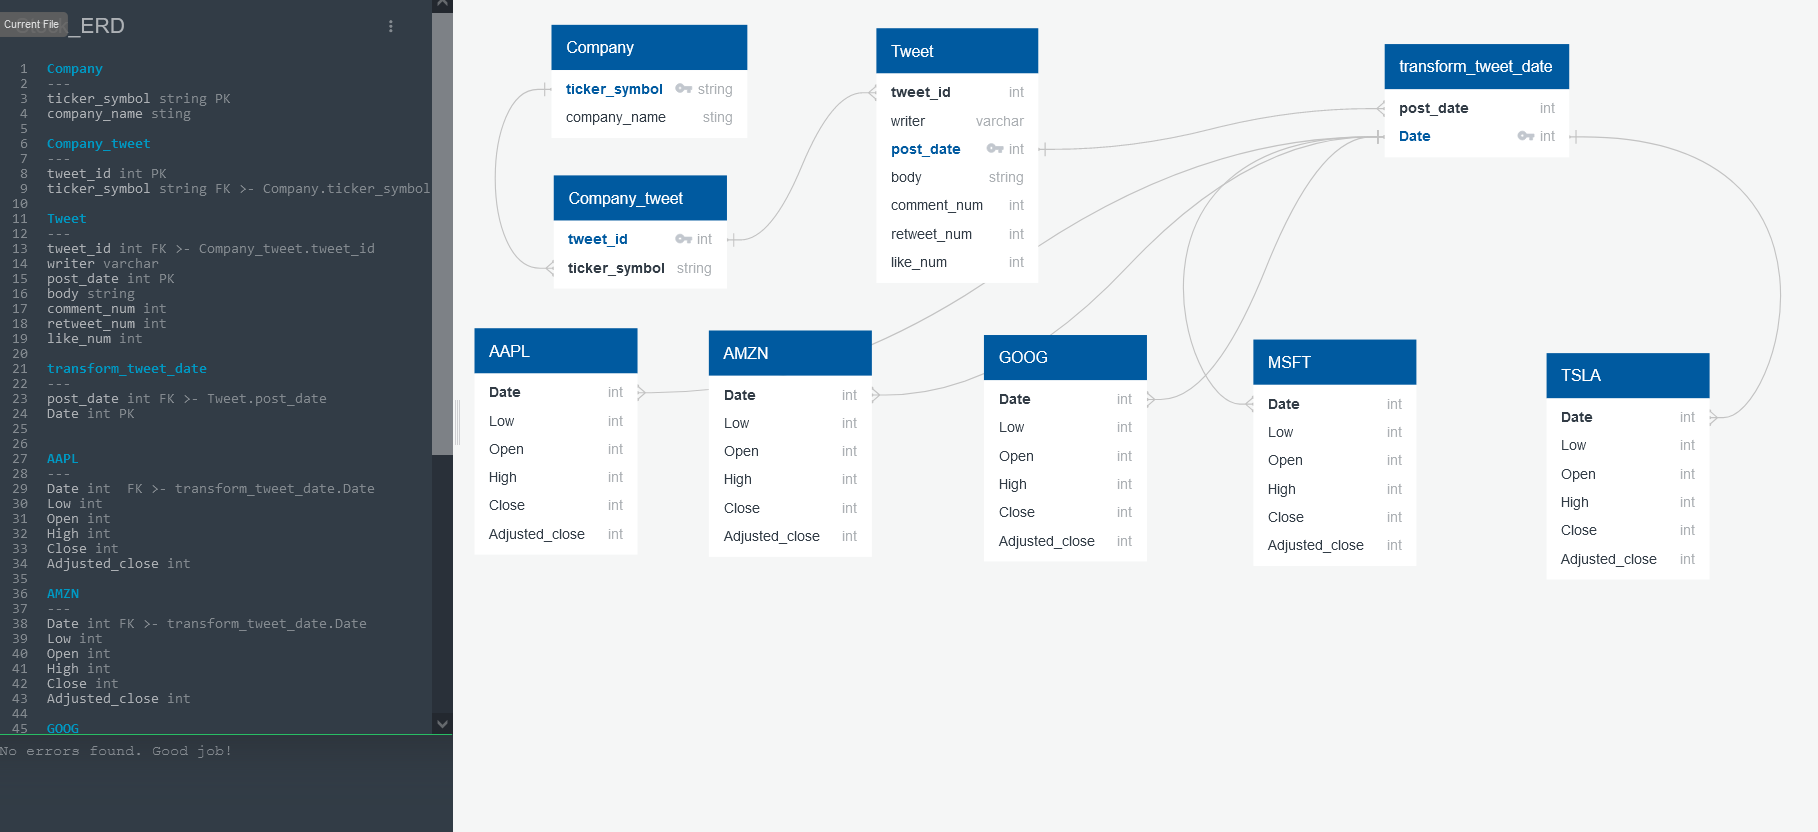 Current File
_ERD
1 Company
2 ---
3 ticker_symbol string PK
4 company_name sting
5
6 Company_tweet
7 ---
8 tweet_id int PK
9 ticker_symbol string FK >- Company.ticker_symbol
10
11 Tweet
12 ---
13 tweet_id int FK >- Company_tweet.tweet_id
14 writer varchar
15 post_date int PK
16 body string
17 comment_num int
18 retweet_num int
19 like_num int
20
21 transform_tweet_date
22 ---
23 post_date int FK >- Tweet.post_date
24 Date int PK
25
26
27 AAPL
28 ---
29 Date int  FK >- transform_tweet_date.Date
30 Low int
31 Open int
32 High int
33 Close int
34 Adjusted_close int
35
36 AMZN
37 ---
38 Date int FK >- transform_tweet_date.Date
39 Low int
40 Open int
41 High int
42 Close int
43 Adjusted_close int
44
45 GOOG
No errors found. Good job!
Company
ticker_symbol string
company_name sting
Company_tweet
tweet_id int
ticker_symbol string
Tweet
tweet_id int
writer varchar
post_date int
body string
comment_num int
retweet_num int
like_num int
transform_tweet_date
post_date int
Date int
AAPL
Date int
Low int
Open int
High int
Close int
Adjusted_close int
AMZN
Date int
Low int
Open int
High int
Close int
Adjusted_close int
GOOG
Date int
Low int
Open int
High int
Close int
Adjusted_close int
MSFT
Date int
Low int
Open int
High int
Close int
Adjusted_close int
TSLA
Date int
Low int
Open int
High int
Close int
Adjusted_close int